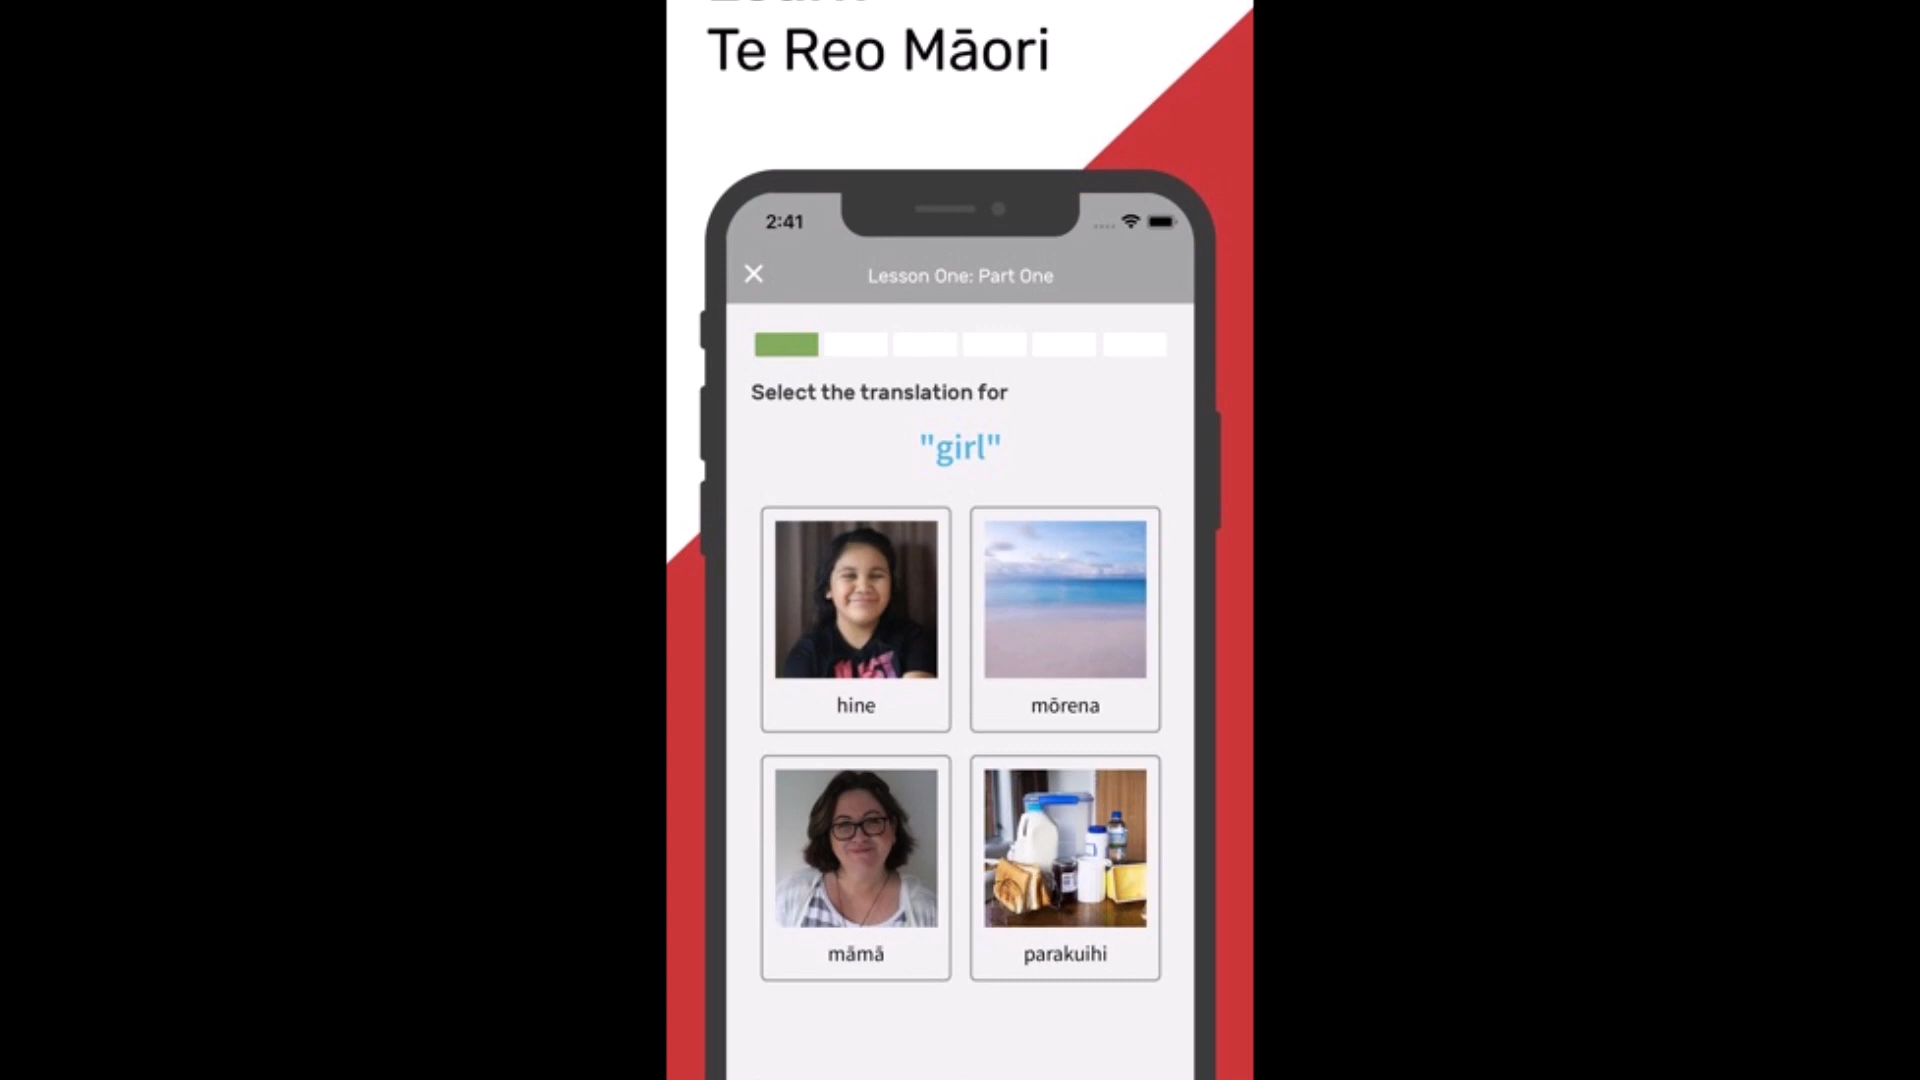 Te Reo Māori
2:41
Lesson One: Part One
Select the translation for
"girl"
hine
mōrena
māmā
parakuihi